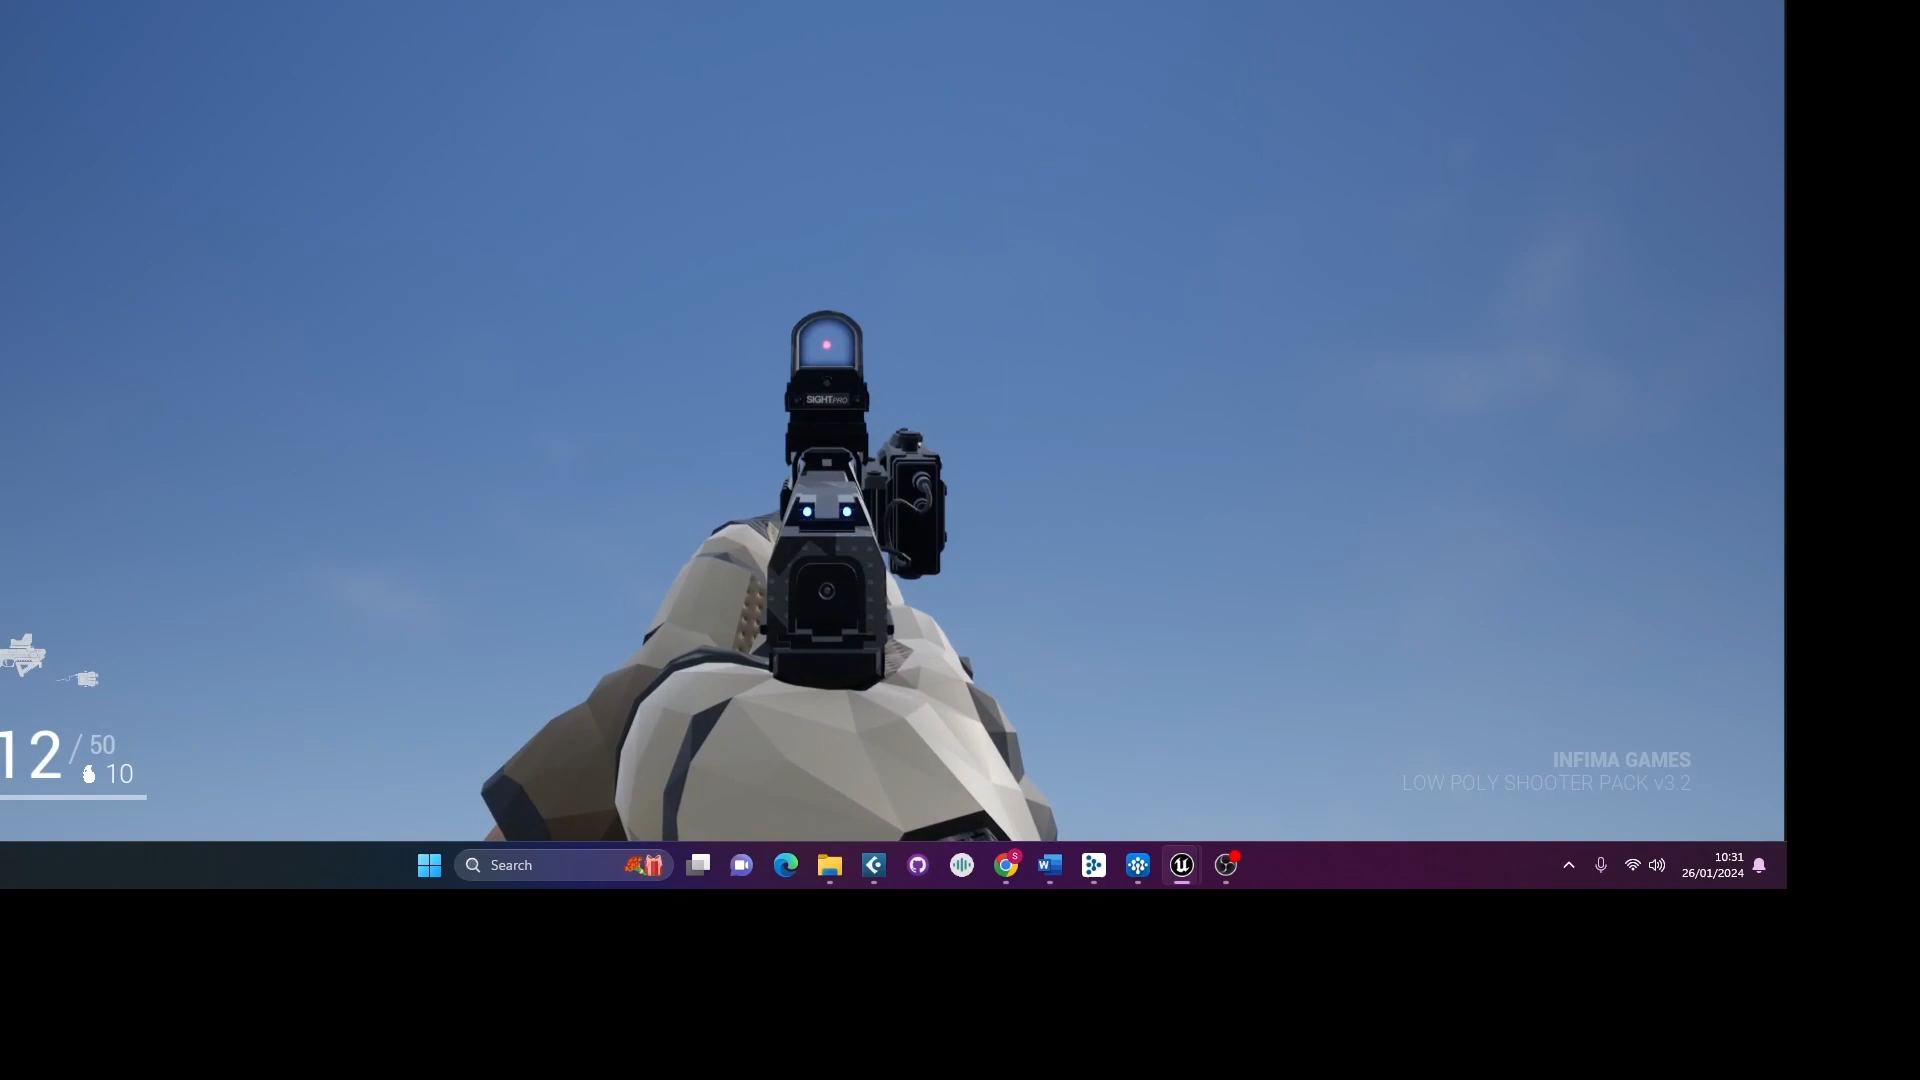 SIGHTPRO
12 / 50
10
INFIMA GAMES
LOW POLY SHOOTER PACK v3.2
Search
S
W
10:31
26/01/2024